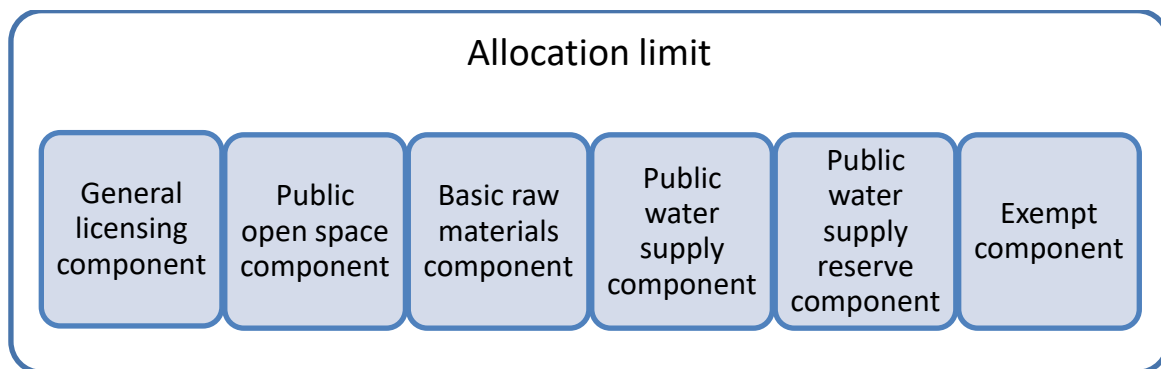 Allocation limit
General
licensing
component
Public
open space
component
Basic raw
materials
component
Public
water
supply
component
Public
water
supply
reserve
component
Exempt
component